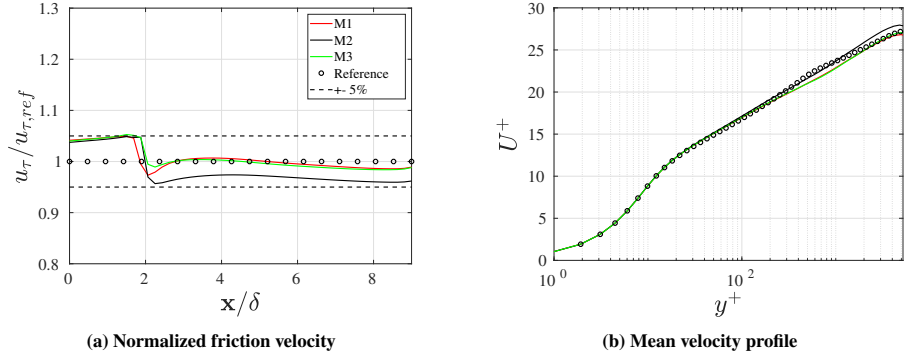 1.3
1.2
1.1
1
0.9
0.8
u_τ/u_{τ,ref}
M1
M2
M3
Reference
+- 5%
0
2
4
6
8
x/δ
(a) Normalized friction velocity
30
25
20
15
10
5
0
U^+
10^0
10^2
y^+
(b) Mean velocity profile